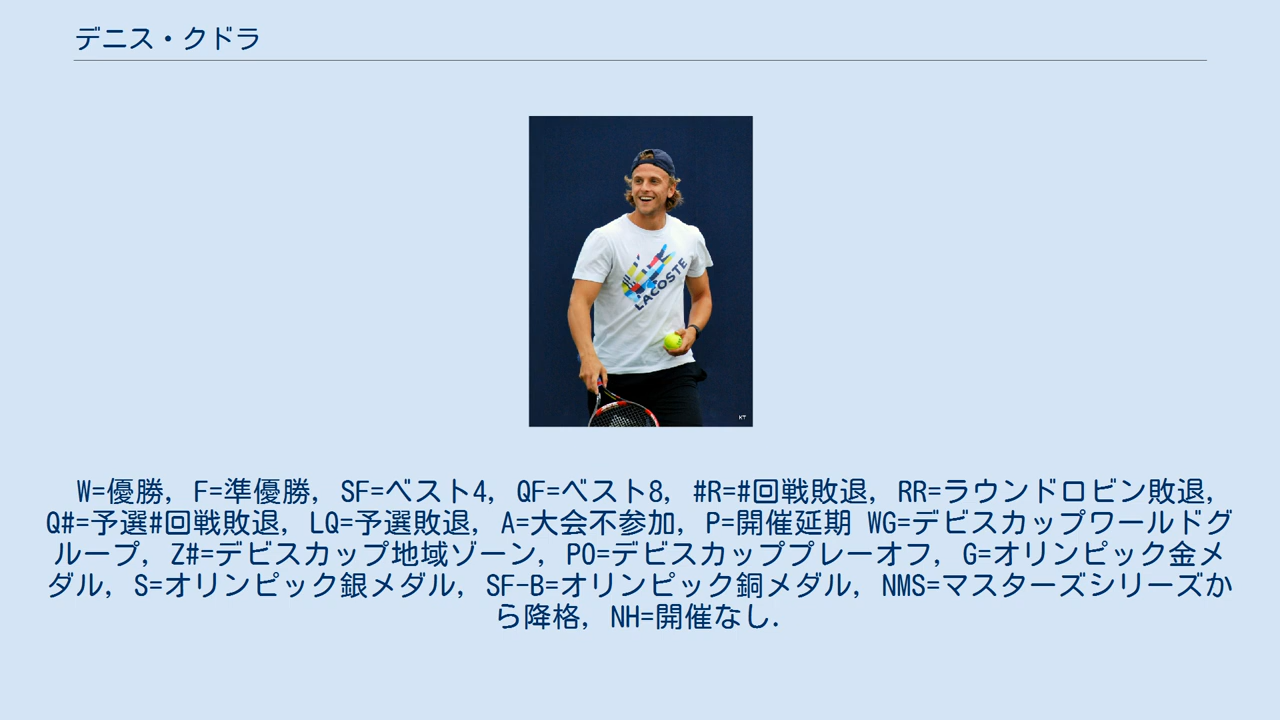 デニス・クドラ
LACOSTE
KT
W=優勝, F=準優勝, SF=ベスト4, QF=ベスト8, #R=#回戦敗退, RR=ラウンドロビン敗退,
Q#=予選#回戦敗退, LQ=予選敗退, A=大会不参加, P=開催延期 WG=デビスカップワールドグ
ループ, Z#=デビスカップ地域ゾーン, PO=デビスカッププレーオフ, G=オリンピック金メ
ダル, S=オリンピック銀メダル, SF-B=オリンピック銅メダル, NMS=マスターズシリーズか
ら降格, NH=開催なし.